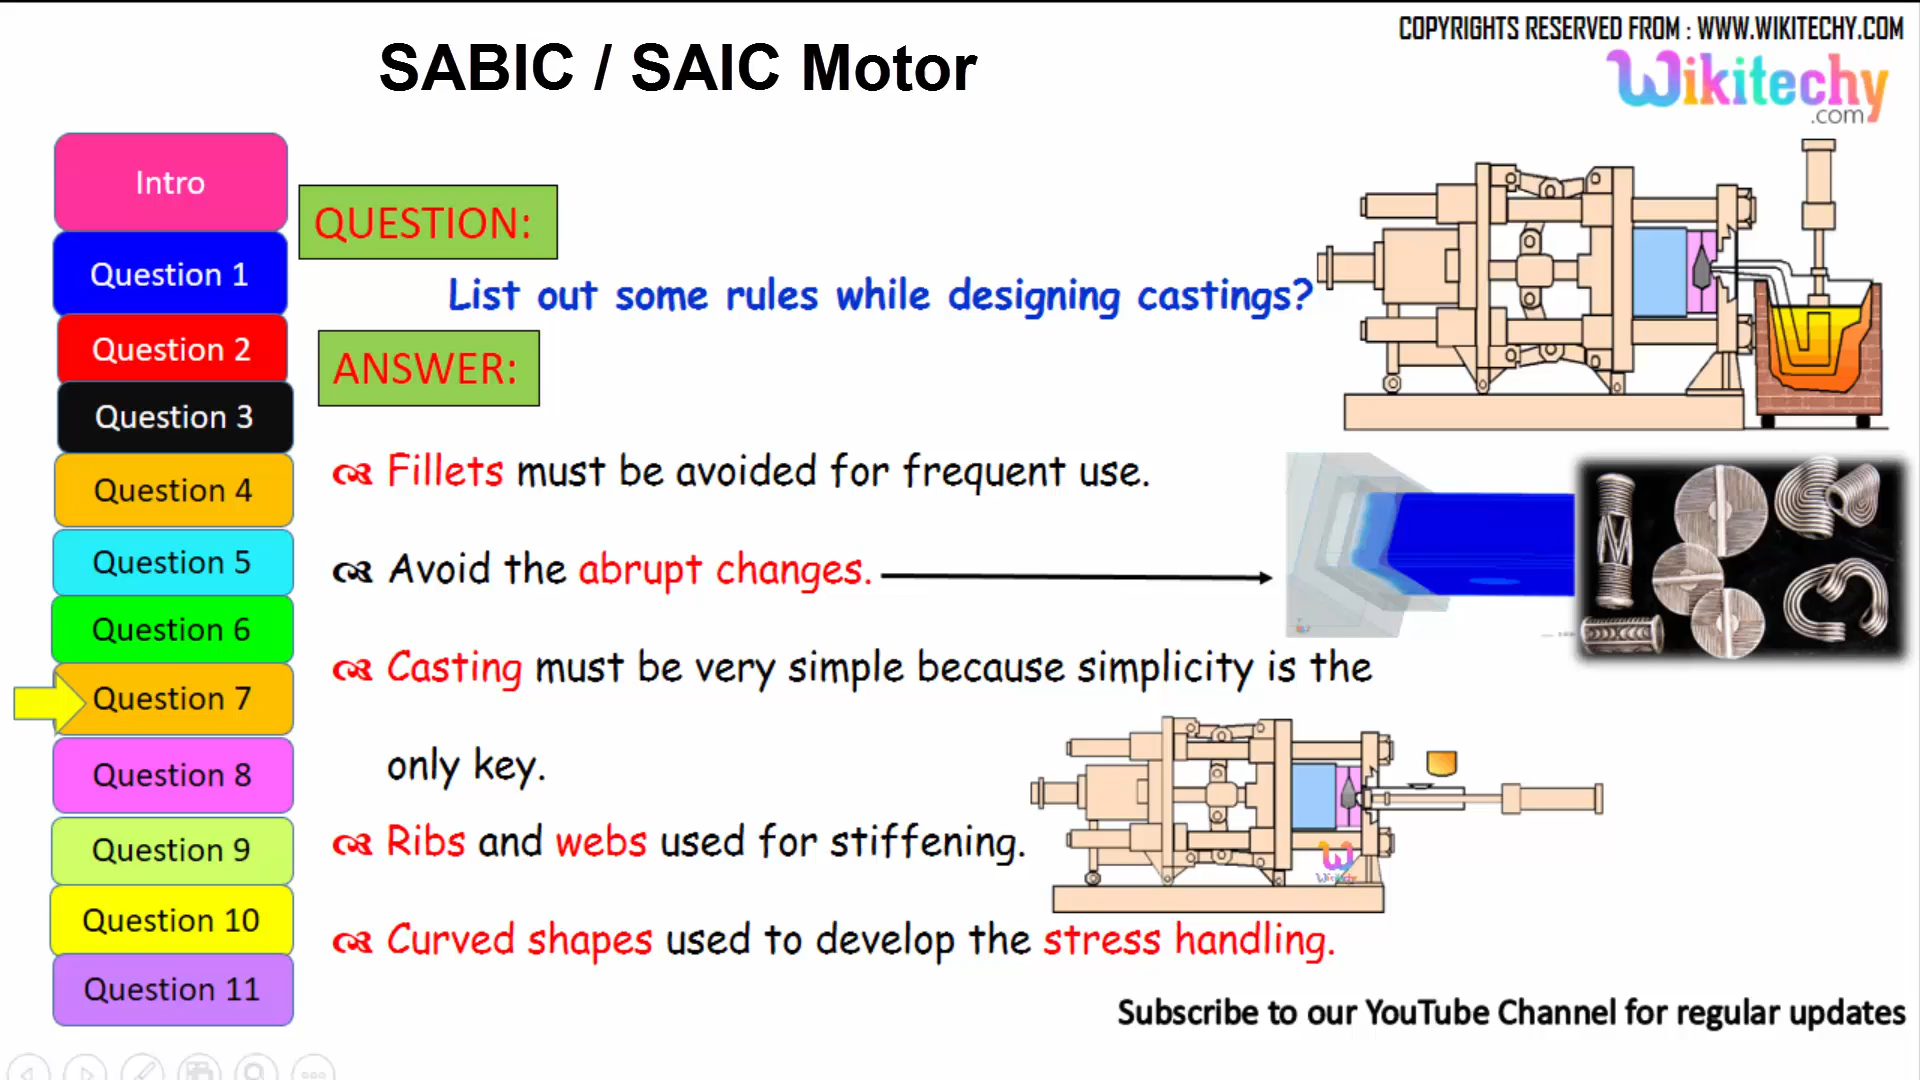 COPYRIGHTS RESERVED FROM : WWW.WIKITECHY.COM
SABIC / SAIC Motor
Wikitechy
.com
Intro
Question 1
Question 2
Question 3
Question 4
Question 5
Question 6
Question 7
Question 8
Question 9
Question 10
Question 11
QUESTION:
List out some rules while designing castings?
ANSWER:
Fillets must be avoided for frequent use.
Avoid the abrupt changes.
Casting must be very simple because simplicity is the
only key.
Ribs and webs used for stiffening.
Curved shapes used to develop the stress handling.
Wikitechy
Subscribe to our YouTube Channel for regular updates